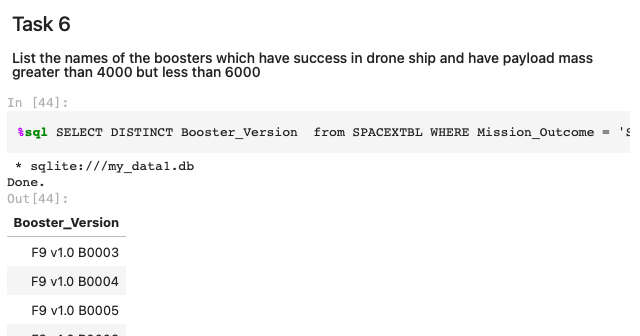 Task 6
List the names of the boosters which have success in drone ship and have payload mass
greater than 4000 but less than 6000
In [44]:
%sql SELECT DISTINCT Booster_Version  from SPACEXTBL WHERE Mission_Outcome = 'S
* sqlite:///my_data1.db
Done.
Out[44]:
Booster_Version
F9 v1.0 B0003
F9 v1.0 B0004
F9 v1.0 B0005